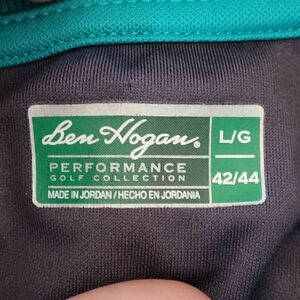 Ben Hogan®
L/G
PERFORMANCE
GOLF COLLECTION
42/44
MADE IN JORDAN / HECHO EN JORDANIA